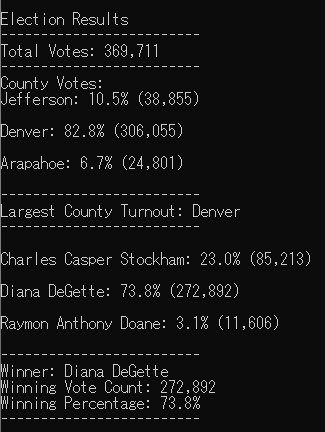 Election Results
-------------------------
Total Votes: 369,711
-------------------------
County Votes:
Jefferson: 10.5% (38,855)
Denver: 82.8% (306,055)
Arapahoe: 6.7% (24,801)
-------------------------
Largest County Turnout: Denver
-------------------------
Charles Casper Stockham: 23.0% (85,213)
Diana DeGette: 73.8% (272,892)
Raymon Anthony Doane: 3.1% (11,606)
-------------------------
Winner: Diana DeGette
Winning Vote Count: 272,892
Winning Percentage: 73.8%
-------------------------